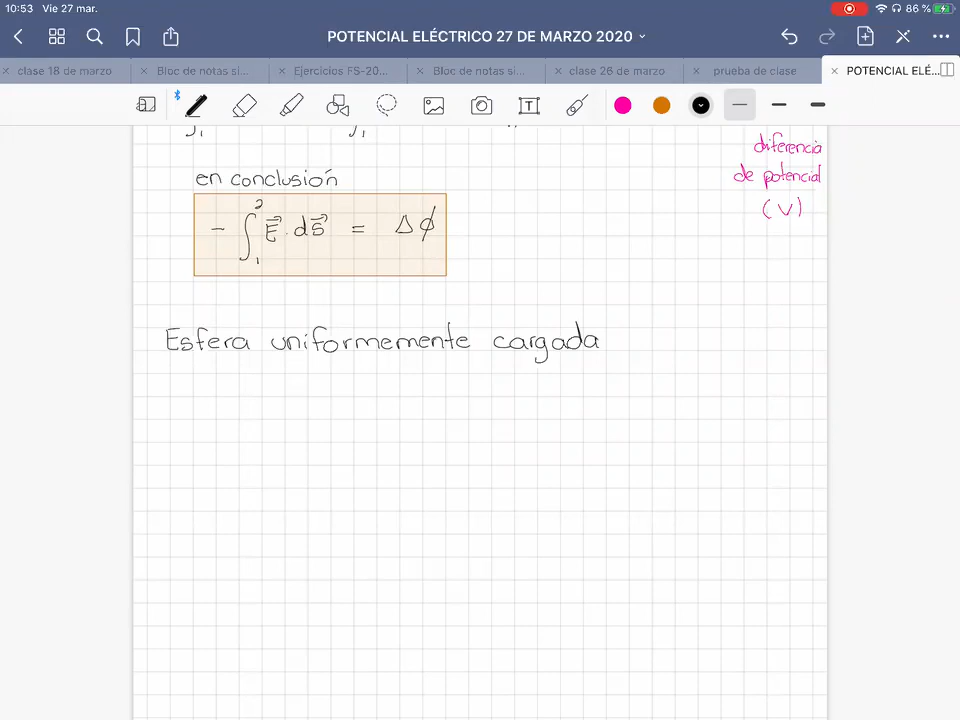 10:53 Vie 27 mar. 86 %
POTENCIAL ELÉCTRICO 27 DE MARZO 2020
clase 18 de marzo Bloc de notas si... Ejercicios FS-20... Bloc de notas si... clase 26 de marzo prueba de clase POTENCIAL ELÉ...
diferencia
de potencial
(V)
en conclusión
- ∫₁² E⃗ · dS⃗ = Δϕ
Esfera uniformemente cargada